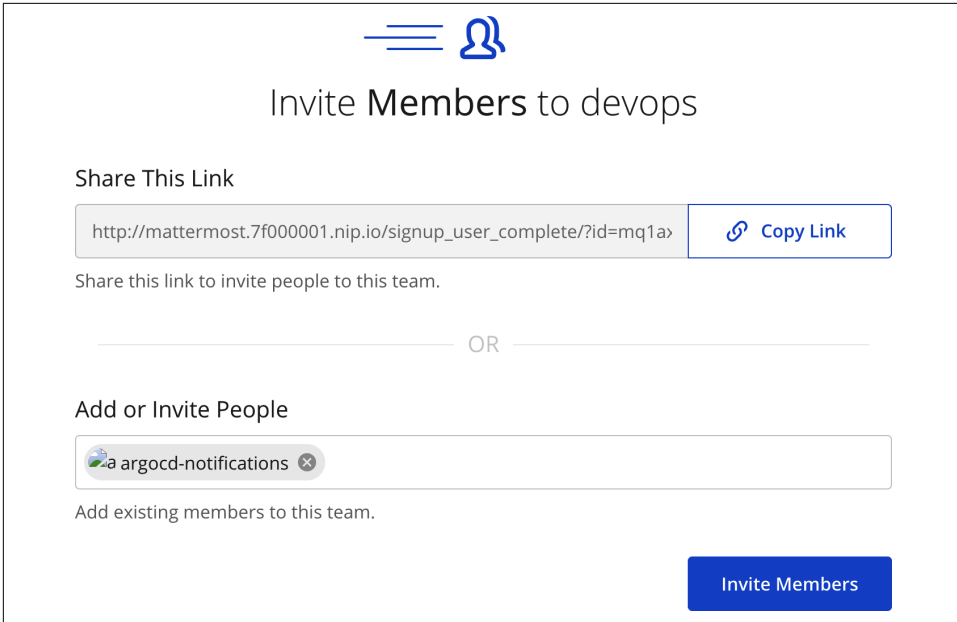 Invite Members to devops
Share This Link
http://mattermost.7f000001.nip.io/signup_user_complete/?id=mq1a
Copy Link
Share this link to invite people to this team.
OR
Add or Invite People
a argocd-notifications
Add existing members to this team.
Invite Members